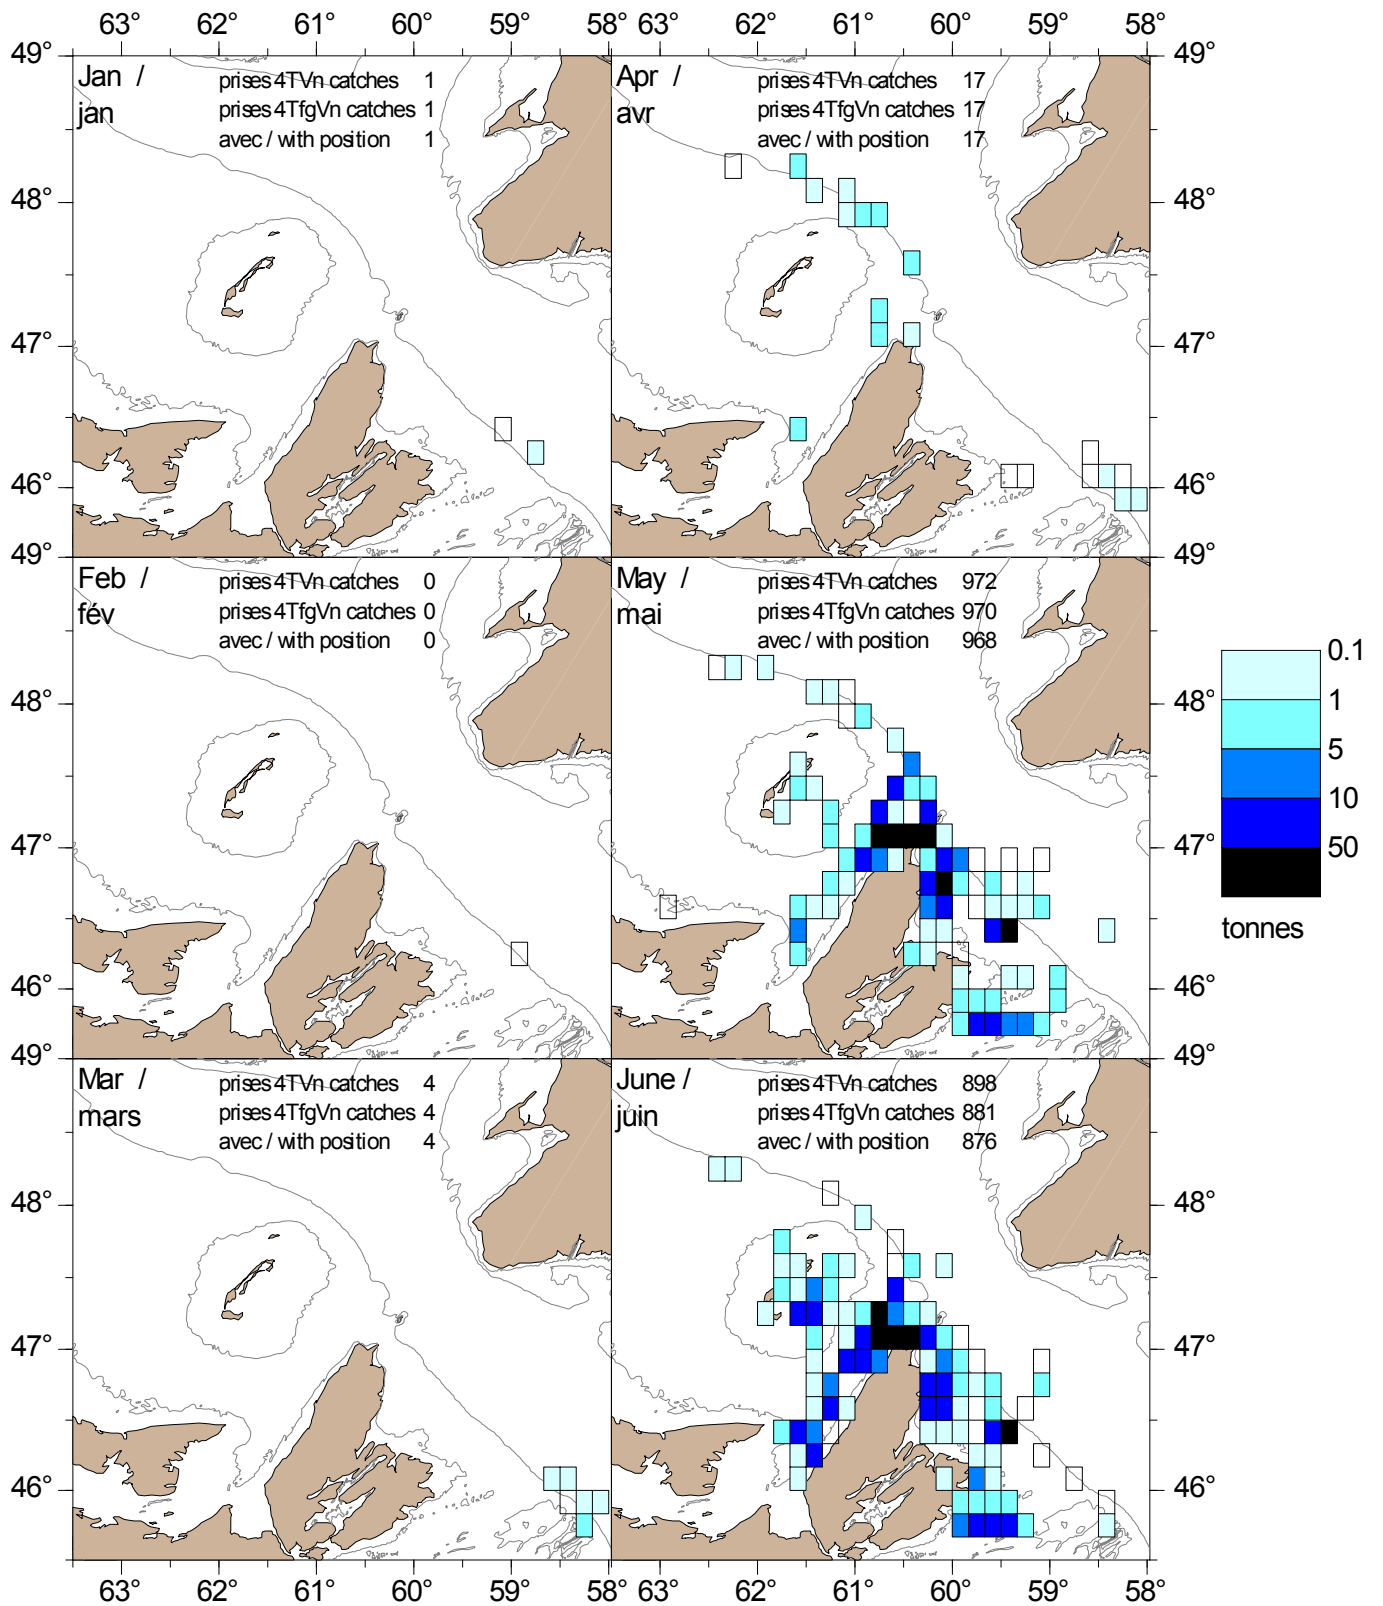 63° 62° 61° 60° 59° 58° 63° 62° 61° 60° 59° 58°
49° 49°
Jan /
jan
prises 4TVn catches 1
prises 4TfgVn catches 1
avec / with position 1
Apr /
avr
prises 4TVn catches 17
prises 4TfgVn catches 17
avec / with position 17
48° 48°
47° 47°
46° 46°
49° 49°
Feb /
fév
prises 4TVn catches 0
prises 4TfgVn catches 0
avec / with position 0
May /
mai
prises 4TVn catches 972
prises 4TfgVn catches 970
avec / with position 968
48° 48°
47° 47°
46° 46°
49° 49°
0.1
1
5
10
50
tonnes
Mar /
mars
prises 4TVn catches 4
prises 4TfgVn catches 4
avec / with position 4
June /
juin
prises 4TVn catches 898
prises 4TfgVn catches 881
avec / with position 876
48° 48°
47° 47°
46° 46°
63° 62° 61° 60° 59° 58° 63° 62° 61° 60° 59° 58°